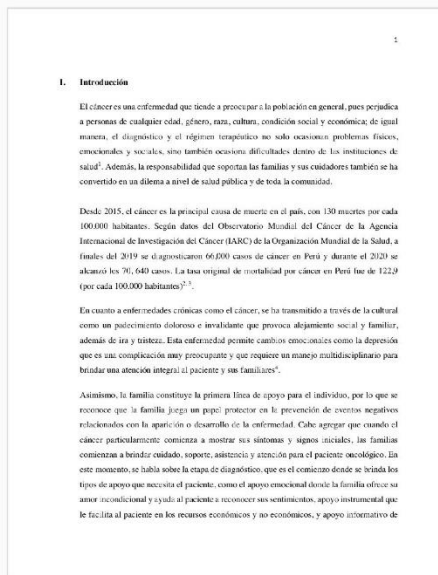 1
I. Introducción
El cáncer es una enfermedad que tiende a preocupar a la población en general, pues perjudica
a personas de cualquier edad, género, raza, cultura, condición social y económica; de igual
manera, el diagnóstico y el régimen terapéutico no solo ocasionan problemas físicos,
emocionales y sociales, sino también ocasiona dificultades dentro de las instituciones de
salud¹. Además, la responsabilidad que soportan las familias y sus cuidadores también se ha
convertido en un dilema a nivel de salud pública y de toda la comunidad.
Desde 2015, el cáncer es la principal causa de muerte en el país, con 130 muertes por cada
100.000 habitantes. Según datos del Observatorio Mundial del Cáncer de la Agencia
Internacional de Investigación del Cáncer (IARC) de la Organización Mundial de la Salud, a
finales del 2019 se diagnosticaron 66,000 casos de cáncer en Perú y durante el 2020 se
alcanzó los 70, 640 casos. La tasa original de mortalidad por cáncer en Perú fue de 122,9
(por cada 100.000 habitantes)²,³.
En cuanto a enfermedades crónicas como el cáncer, se ha transmitido a través de la cultural
como un padecimiento doloroso e invalidante que provoca alejamiento social y familiar,
además de ira y tristeza. Esta enfermedad permite cambios emocionales como la depresión
que es una complicación muy preocupante y que requiere un manejo multidisciplinario para
brindar una atención integral al paciente y sus familiares⁴.
Asimismo, la familia constituye la primera línea de apoyo para el individuo, por lo que se
reconoce que la familia juega un papel protector en la prevención de eventos negativos
relacionados con la aparición o desarrollo de la enfermedad. Cabe agregar que cuando el
cáncer particularmente comienza a mostrar sus síntomas y signos iniciales, las familias
comienzan a brindar cuidado, soporte, asistencia y atención para el paciente oncológico. En
este momento, se habla sobre la etapa de diagnóstico, que es el comienzo donde se brinda los
tipos de apoyo que necesita el paciente, como el apoyo emocional donde la familia ofrece su
amor incondicional y ayuda al paciente a reconocer sus sentimientos, apoyo instrumental que
le facilita al paciente en los recursos económicos y no económicos, y apoyo informativo de